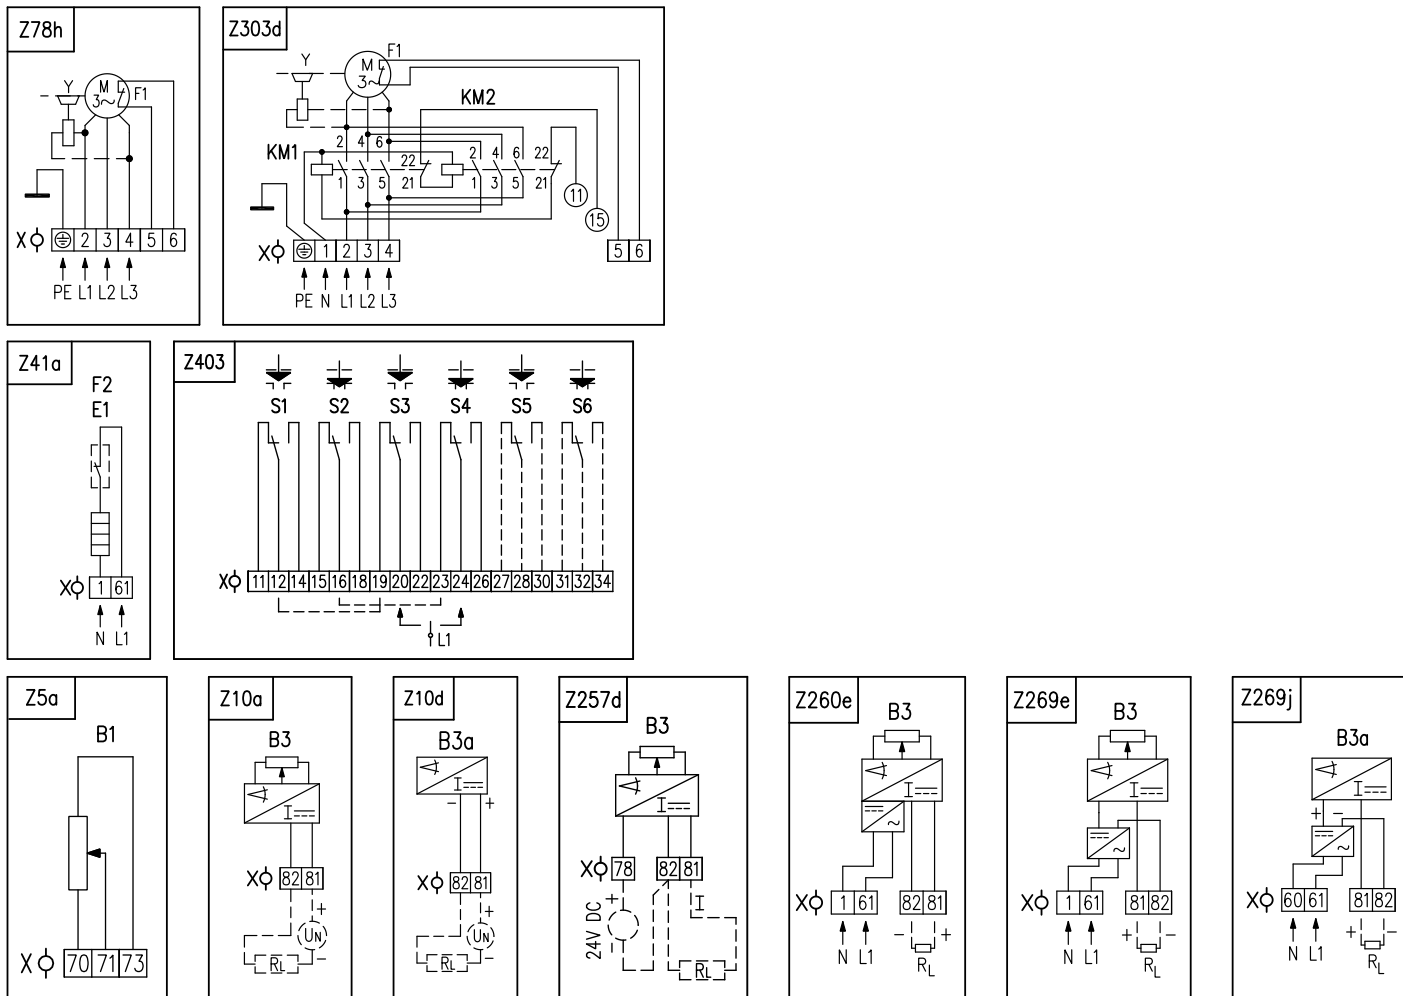 Z78h
Y
M
3~
F1
X
2 3 4 5 6
PE L1 L2 L3
Z303d
Y
M
3~
F1
KM2
KM1
2 4 6 22 2 4 6 22
1 3 5 21 1 3 5 21
11
15
X
1 2 3 4
5 6
PE N L1 L2 L3
Z41a
F2
E1
X
1 61
N L1
Z403
S1 S2 S3 S4 S5 S6
X
11 12 14 15 16 18 19 20 22 23 24 26 27 28 30 31 32 34
L1
Z5a
B1
X
70 71 73
Z10a
B3
I
X
82 81
+
UN
-
RL
Z10d
B3a
I
- +
X
82 81
+
UN
-
RL
Z257d
B3
I
X
78 82 81
+
24V DC
-
I
RL
Z260e
B3
I
~
X
1 61 82 81
- +
N L1 RL
Z269e
B3
I
~
X
1 61 81 82
+ -
N L1 RL
Z269j
B3a
I
+ -
~
X
60 61 81 82
+ -
N L1 RL